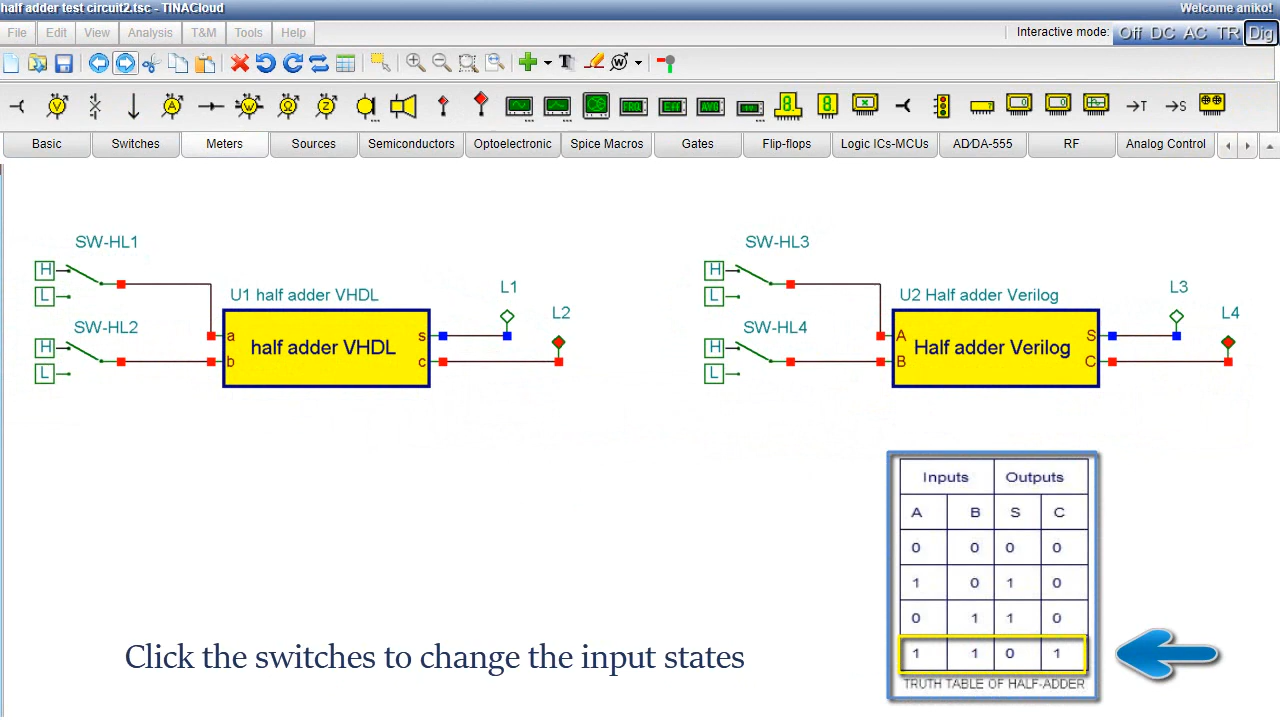 half adder test circuit2.tsc - TINACloud
Welcome aniko!
File Edit View Analysis T&M Tools Help
Interactive mode: Off DC AC TR Dig
Basic Switches Meters Sources Semiconductors Optoelectronic Spice Macros Gates Flip-flops Logic ICs-MCUs AD/DA-555 RF Analog Control
SW-HL1
H
L
SW-HL2
H
L
U1 half adder VHDL
a
b
half adder VHDL
s
c
L1
L2
SW-HL3
H
L
SW-HL4
H
L
U2 Half adder Verilog
A
B
Half adder Verilog
S
C
L3
L4
Inputs Outputs
A B S C
0 0 0 0
1 0 1 0
0 1 1 0
1 1 0 1
TRUTH TABLE OF HALF-ADDER
Click the switches to change the input states